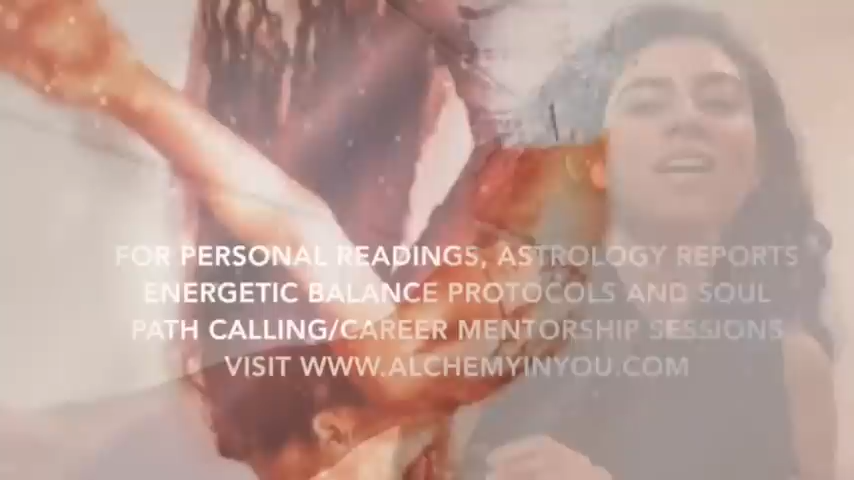 FOR PERSONAL READINGS, ASTROLOGY REPORTS
ENERGETIC BALANCE PROTOCOLS AND SOUL
PATH CALLING/CAREER MENTORSHIP SESSIONS
VISIT WWW.ALCHEMYINYOU.COM